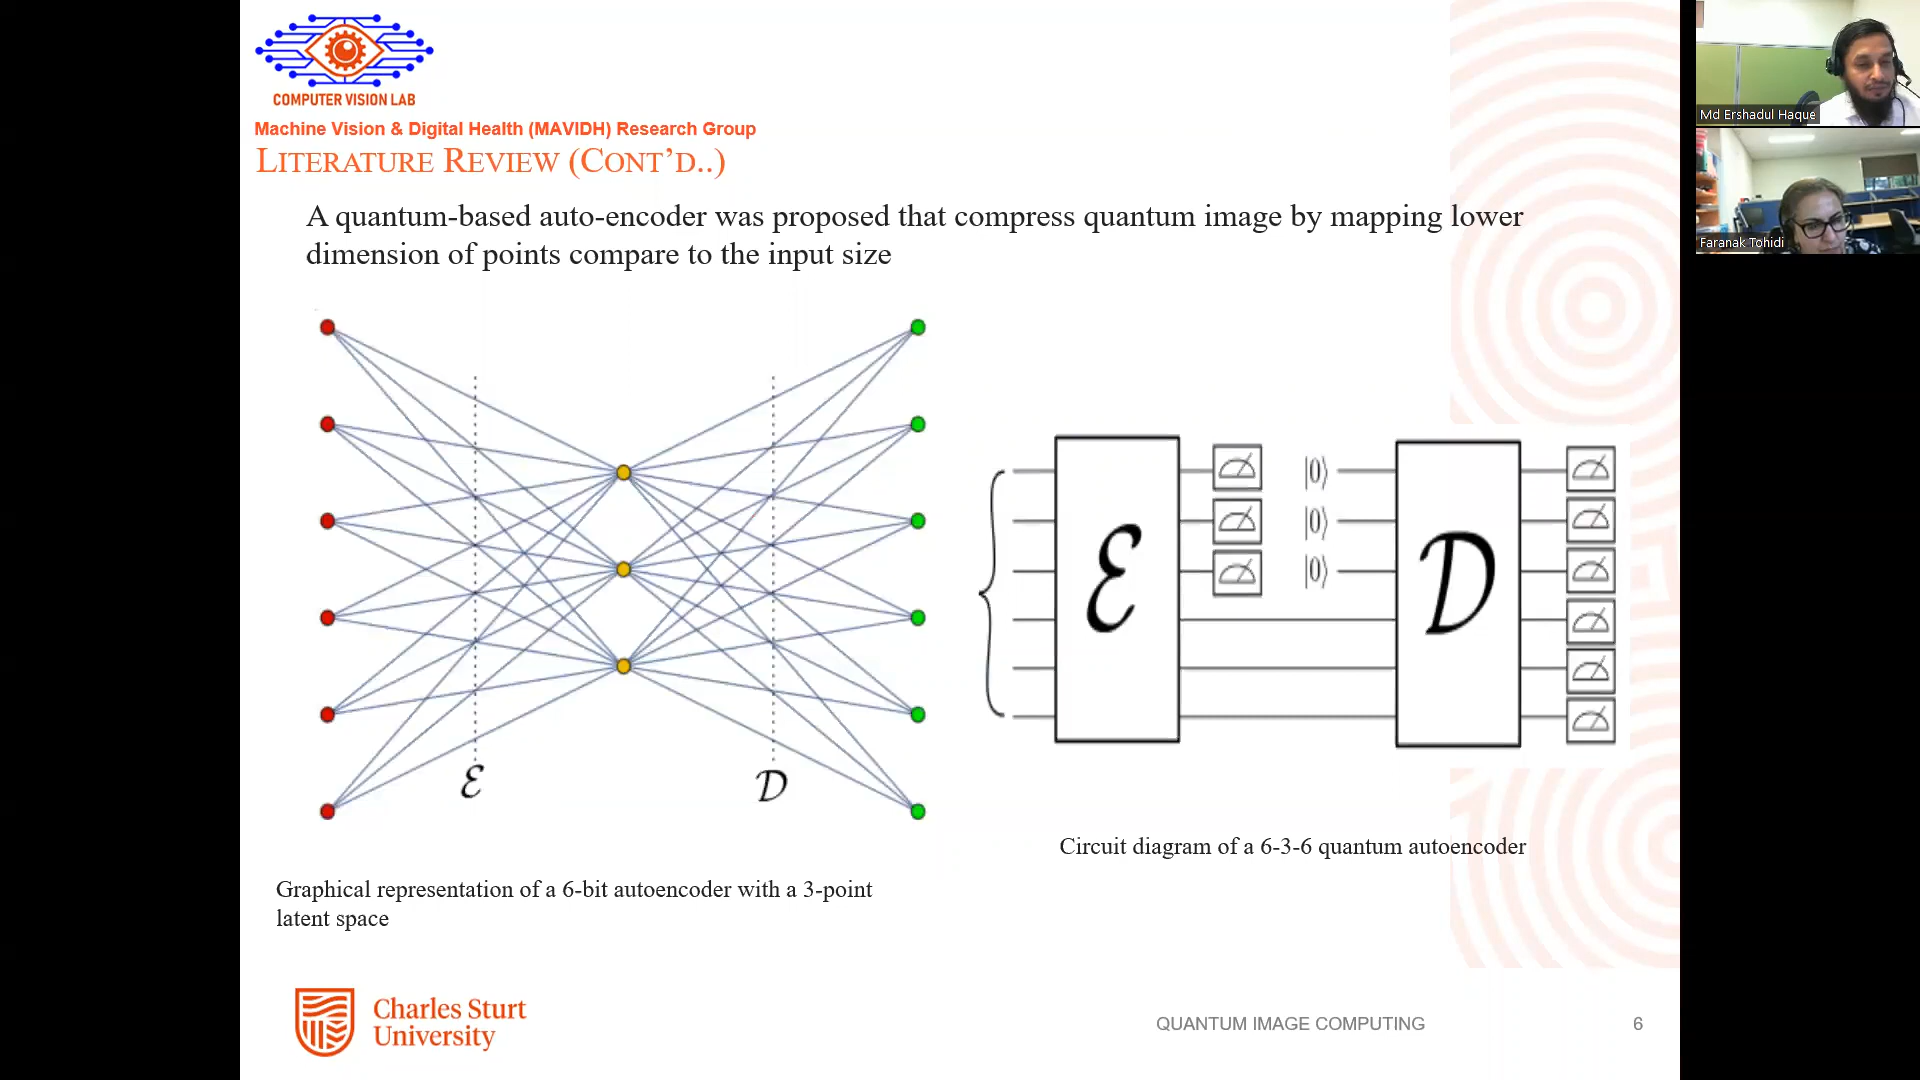 COMPUTER VISION LAB
Machine Vision & Digital Health (MAVIDH) Research Group
LITERATURE REVIEW (CONT’D..)
A quantum-based auto-encoder was proposed that compress quantum image by mapping lower
dimension of points compare to the input size
ℰ
𝒟
Graphical representation of a 6-bit autoencoder with a 3-point
latent space
ℰ
|0⟩
|0⟩
|0⟩
𝒟
Circuit diagram of a 6-3-6 quantum autoencoder
Charles Sturt
University
QUANTUM IMAGE COMPUTING
6
Md Ershadul Haque
Faranak Tohidi